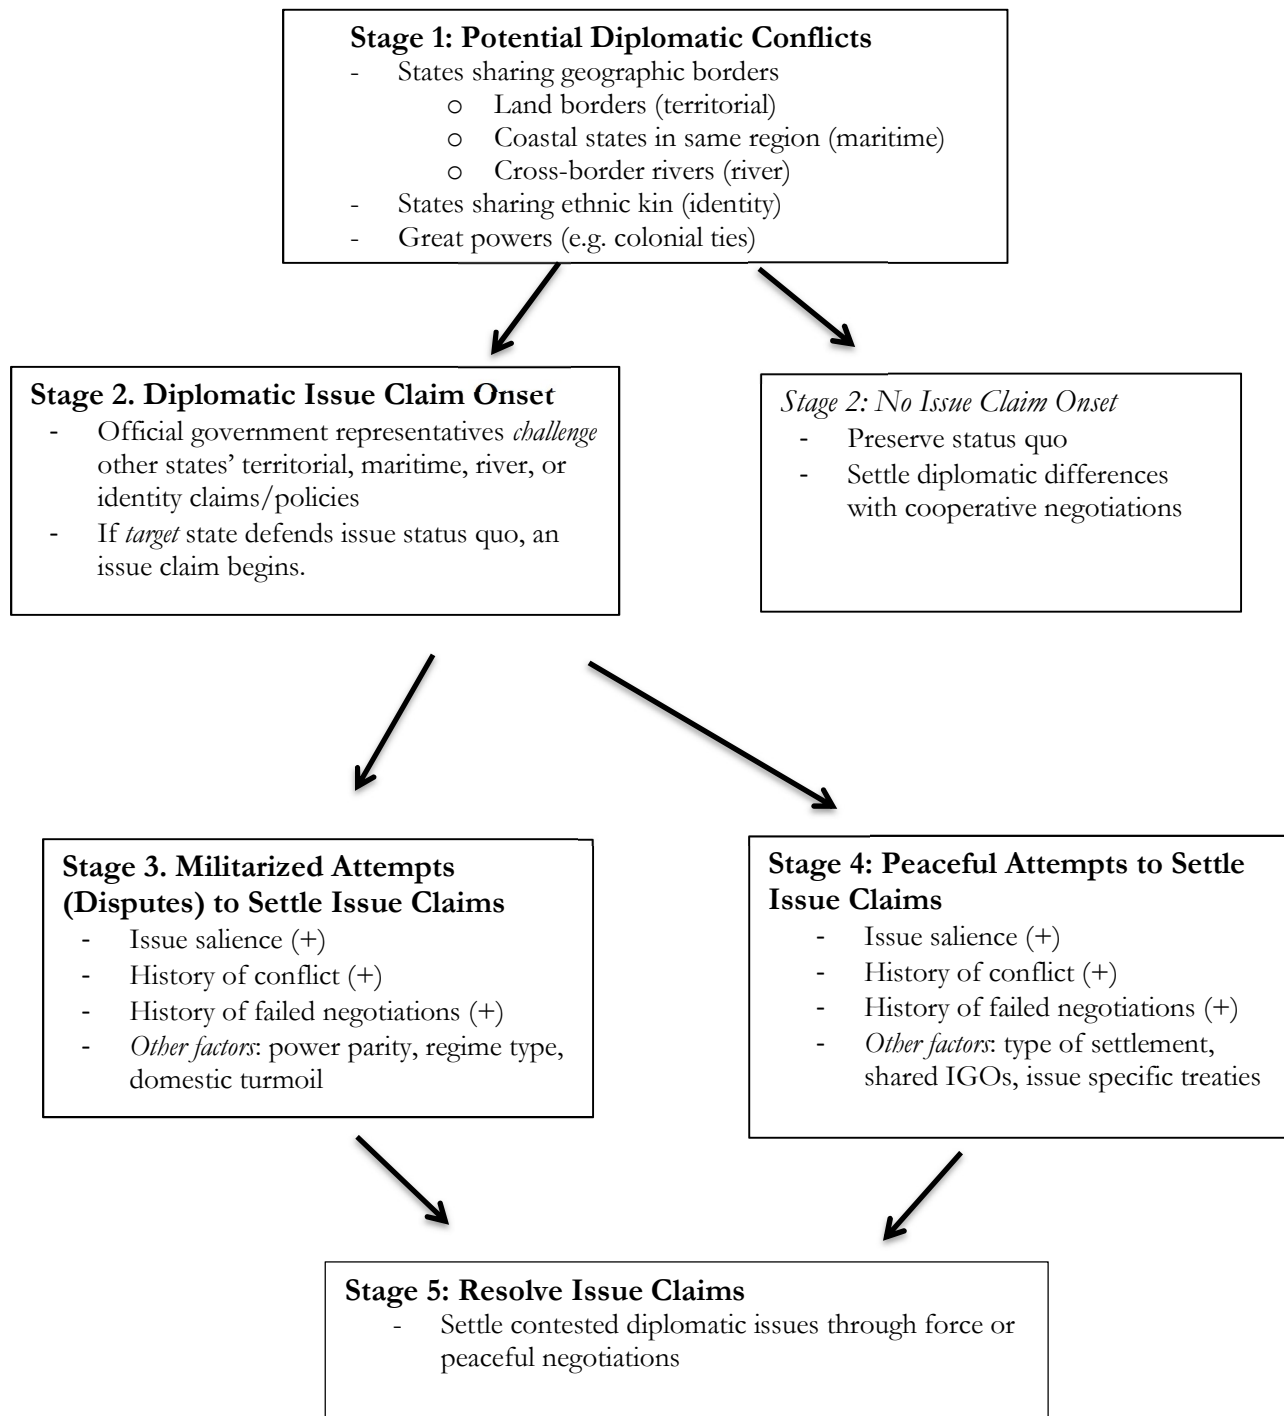 Stage 1: Potential Diplomatic Conflicts
- States sharing geographic borders
o Land borders (territorial)
o Coastal states in same region (maritime)
o Cross-border rivers (river)
- States sharing ethnic kin (identity)
- Great powers (e.g. colonial ties)
Stage 2. Diplomatic Issue Claim Onset
- Official government representatives challenge
other states’ territorial, maritime, river, or
identity claims/policies
- If target state defends issue status quo, an
issue claim begins.
Stage 2: No Issue Claim Onset
- Preserve status quo
- Settle diplomatic differences
with cooperative negotiations
Stage 3. Militarized Attempts
(Disputes) to Settle Issue Claims
- Issue salience (+)
- History of conflict (+)
- History of failed negotiations (+)
- Other factors: power parity, regime type,
domestic turmoil
Stage 4: Peaceful Attempts to Settle
Issue Claims
- Issue salience (+)
- History of conflict (+)
- History of failed negotiations (+)
- Other factors: type of settlement,
shared IGOs, issue specific treaties
Stage 5: Resolve Issue Claims
- Settle contested diplomatic issues through force or
peaceful negotiations